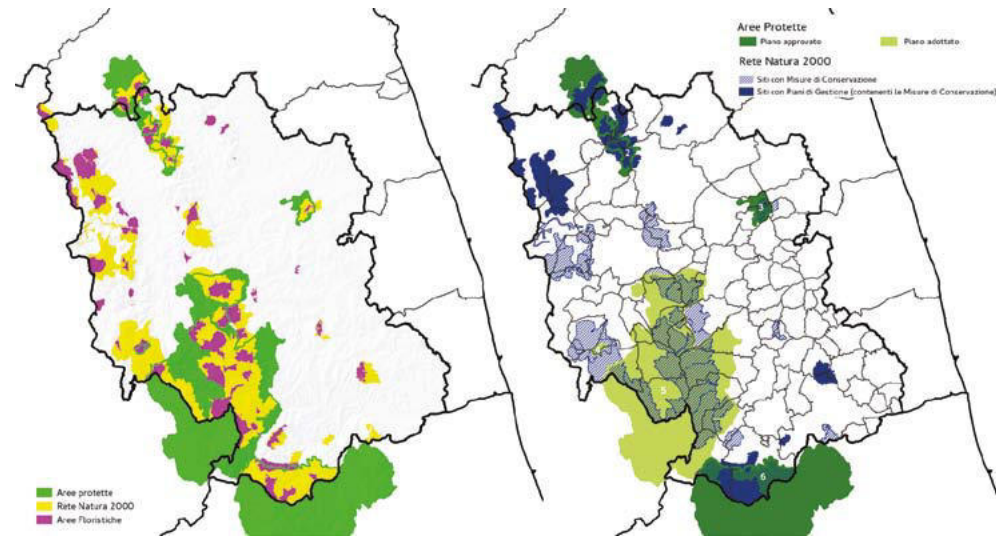 Aree protette
Rete Natura 2000
Aree Floristiche
Aree Protette
Piano approvato
Piano adottato
Rete Natura 2000
Siti con Misure di Conservazione
Siti con Piani di Gestione (contenenti le Misure di Conservazione)
1
2
3
5
6